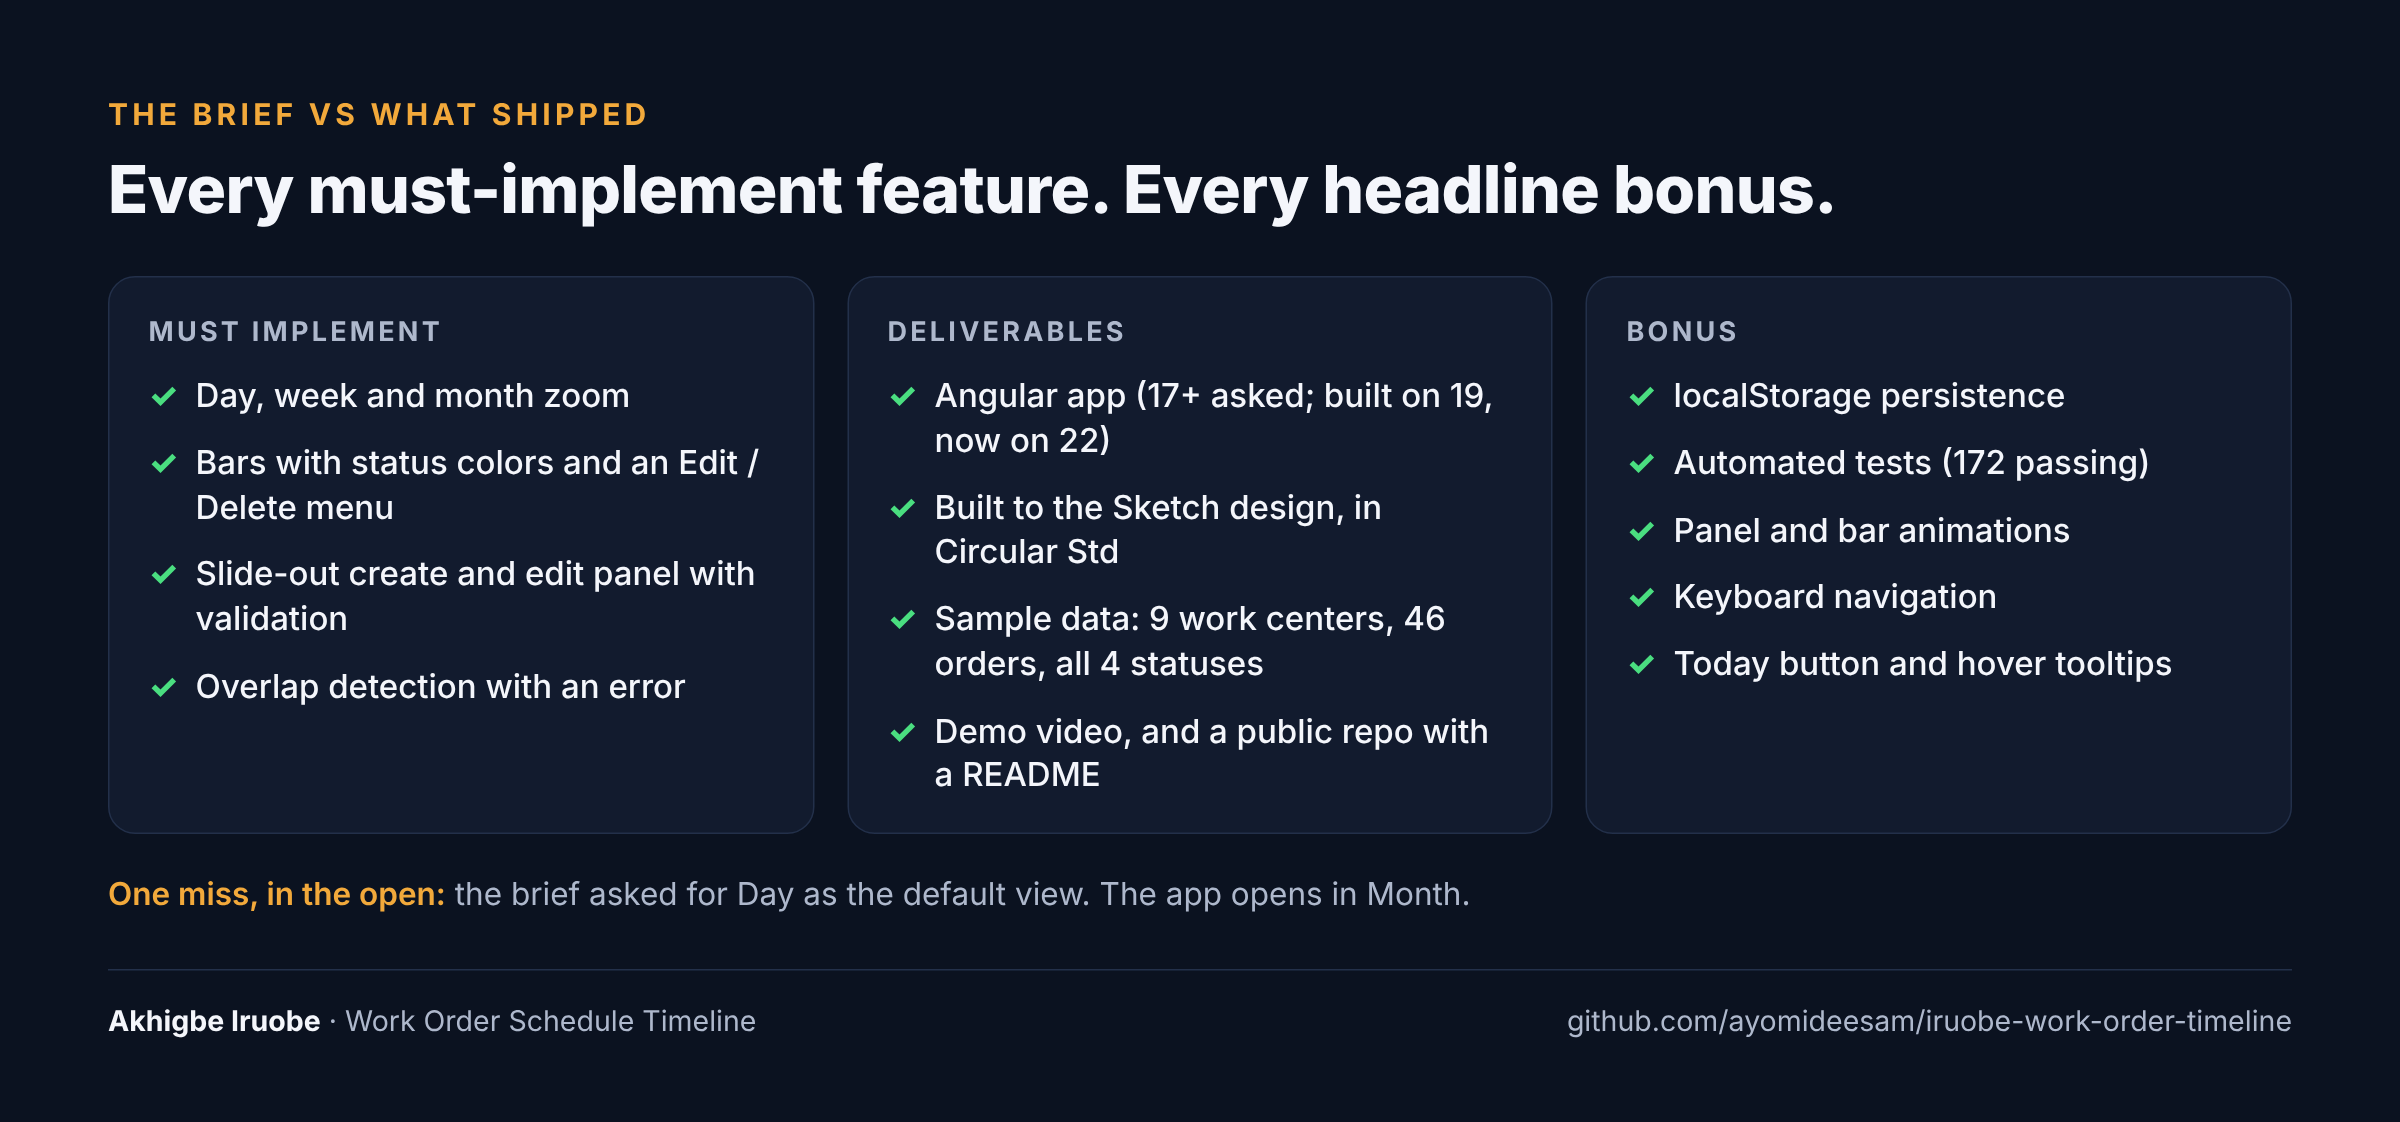 THE BRIEF VS WHAT SHIPPED
Every must-implement feature. Every headline bonus.
MUST IMPLEMENT
Day, week and month zoom
Bars with status colors and an Edit /
Delete menu
Slide-out create and edit panel with
validation
Overlap detection with an error
DELIVERABLES
Angular app (17+ asked; built on 19,
now on 22)
Built to the Sketch design, in
Circular Std
Sample data: 9 work centers, 46
orders, all 4 statuses
Demo video, and a public repo with
a README
BONUS
localStorage persistence
Automated tests (172 passing)
Panel and bar animations
Keyboard navigation
Today button and hover tooltips
One miss, in the open: the brief asked for Day as the default view. The app opens in Month.
Akhigbe Iruobe · Work Order Schedule Timeline
github.com/ayomideesam/iruobe-work-order-timeline